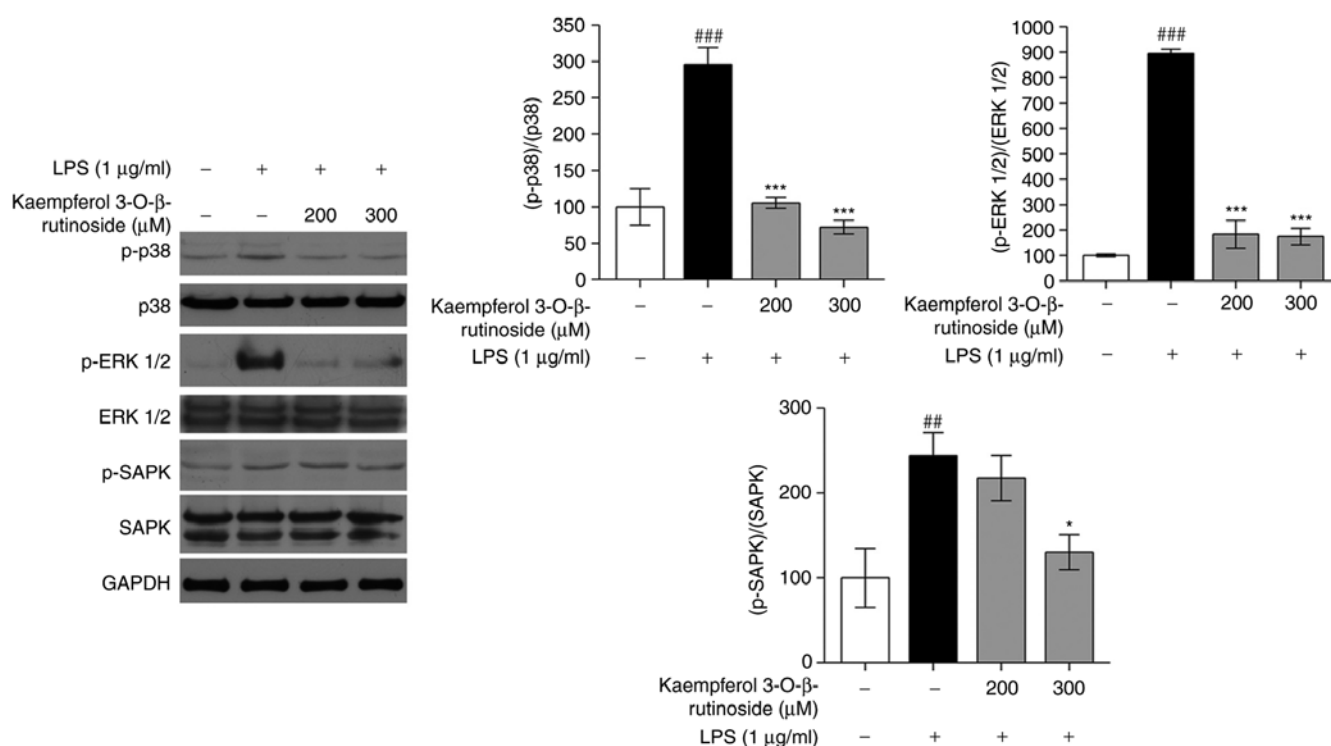 LPS (1 μg/ml) – + + +
Kaempferol 3-O-β-
rutinoside (μM) – – 200 300
p-p38
p38
p-ERK 1/2
ERK 1/2
p-SAPK
SAPK
GAPDH
(p-p38)/(p38)
350
300
250
200
150
100
50
0
###
***
***
Kaempferol 3-O-β-
rutinoside (μM) – – 200 300
LPS (1 μg/ml) – + + +
(p-ERK 1/2)/(ERK 1/2)
1000
900
800
700
600
500
400
300
200
100
0
###
***
***
Kaempferol 3-O-β-
rutinoside (μM) – – 200 300
LPS (1 μg/ml) – + + +
(p-SAPK)/(SAPK)
300
200
100
0
##
*
Kaempferol 3-O-β-
rutinoside (μM) – – 200 300
LPS (1 μg/ml) – + + +